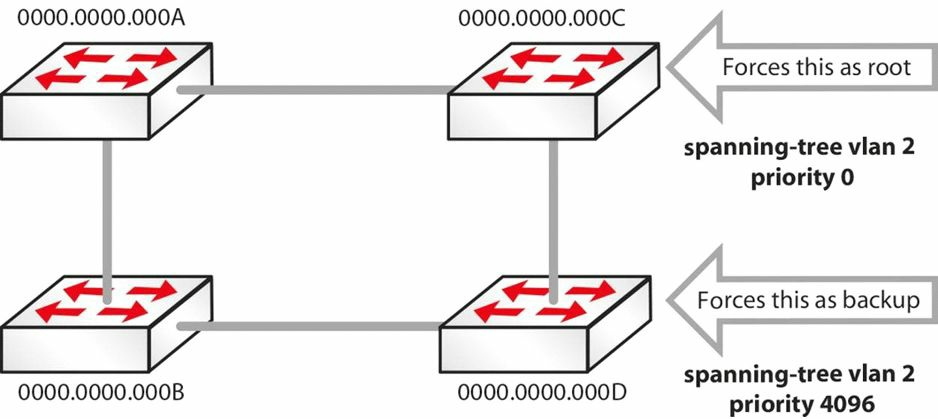 0000.0000.000A
0000.0000.000C
Forces this as root
spanning-tree vlan 2
priority 0
Forces this as backup
0000.0000.000B
0000.0000.000D
spanning-tree vlan 2
priority 4096